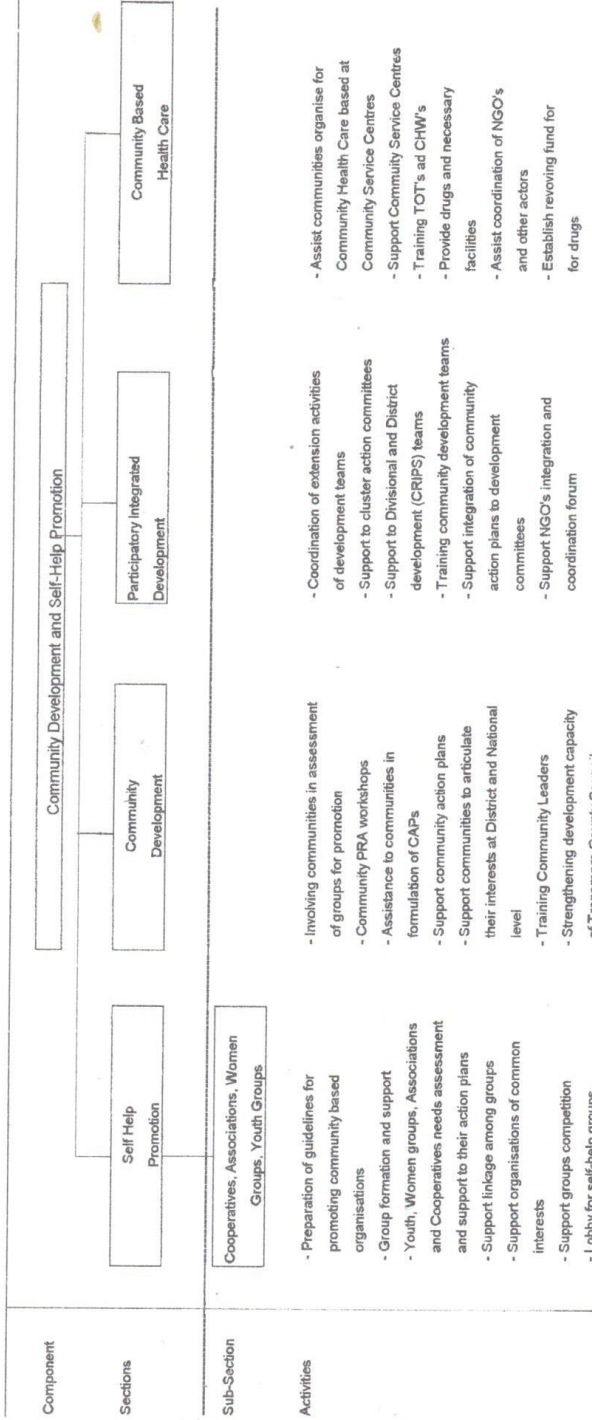 Component
Community Development and Self-Help Promotion
Sections
Self Help
Promotion
Community
Development
Participatory Integrated
Development
Community Based
Health Care
Sub-Section
Cooperatives, Associations, Women
Groups, Youth Groups
Activities
- Preparation of guidelines for
promoting community based
organisations
- Group formation and support
- Youth, Women groups, Associations
and Cooperatives needs assessment
and support to their action plans
- Support linkage among groups
- Support organisations of common
interests
- Support groups competition
- Lobby for self-help groups
- Involving communities in assessment
of groups for promotion
- Community PRA workshops
- Assistance to communities in
formulation of CAPs
- Support community action plans
- Support communities to articulate
their interests at District and National
level
- Training Community Leaders
- Strengthening development capacity
- Coordination of extension activities
of development teams
- Support to cluster action committees
- Support to Divisional and District
development (CRIPS) teams
- Training community development teams
- Support integration of community
action plans to development
committees
- Support NGO's integration and
coordination forum
- Assist communities organise for
Community Health Care based at
Community Service Centres
- Support Commuity Service Centres
- Training TOT's ad CHW's
- Provide drugs and necessary
facilities
- Assist coordination of NGO's
and other actors
- Establish revoving fund for
for drugs